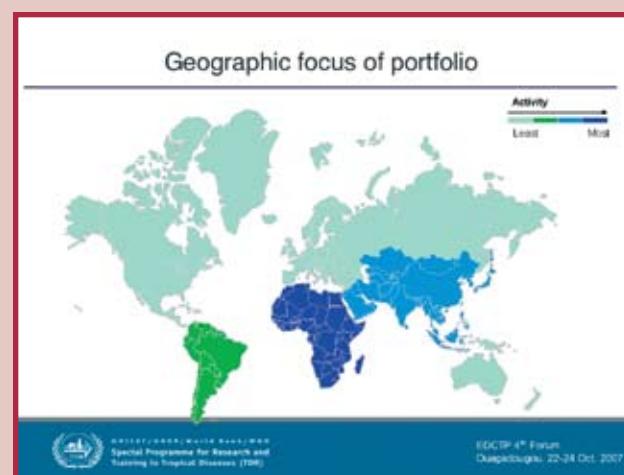 Geographic focus of portfolio
Activity
Least Most
UNICEF/UNDP/World Bank/WHO
Special Programme for Research and
Training in Tropical Diseases (TDR)
EDCTP 4th Forum
Ouagadougou, 22-24 Oct. 2007